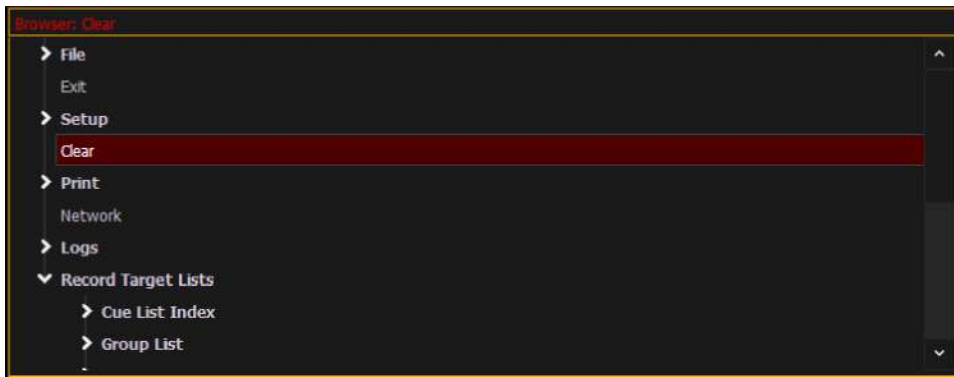 Browser: Clear
File
Exit
Setup
Clear
Print
Network
Logs
Record Target Lists
Cue List Index
Group List